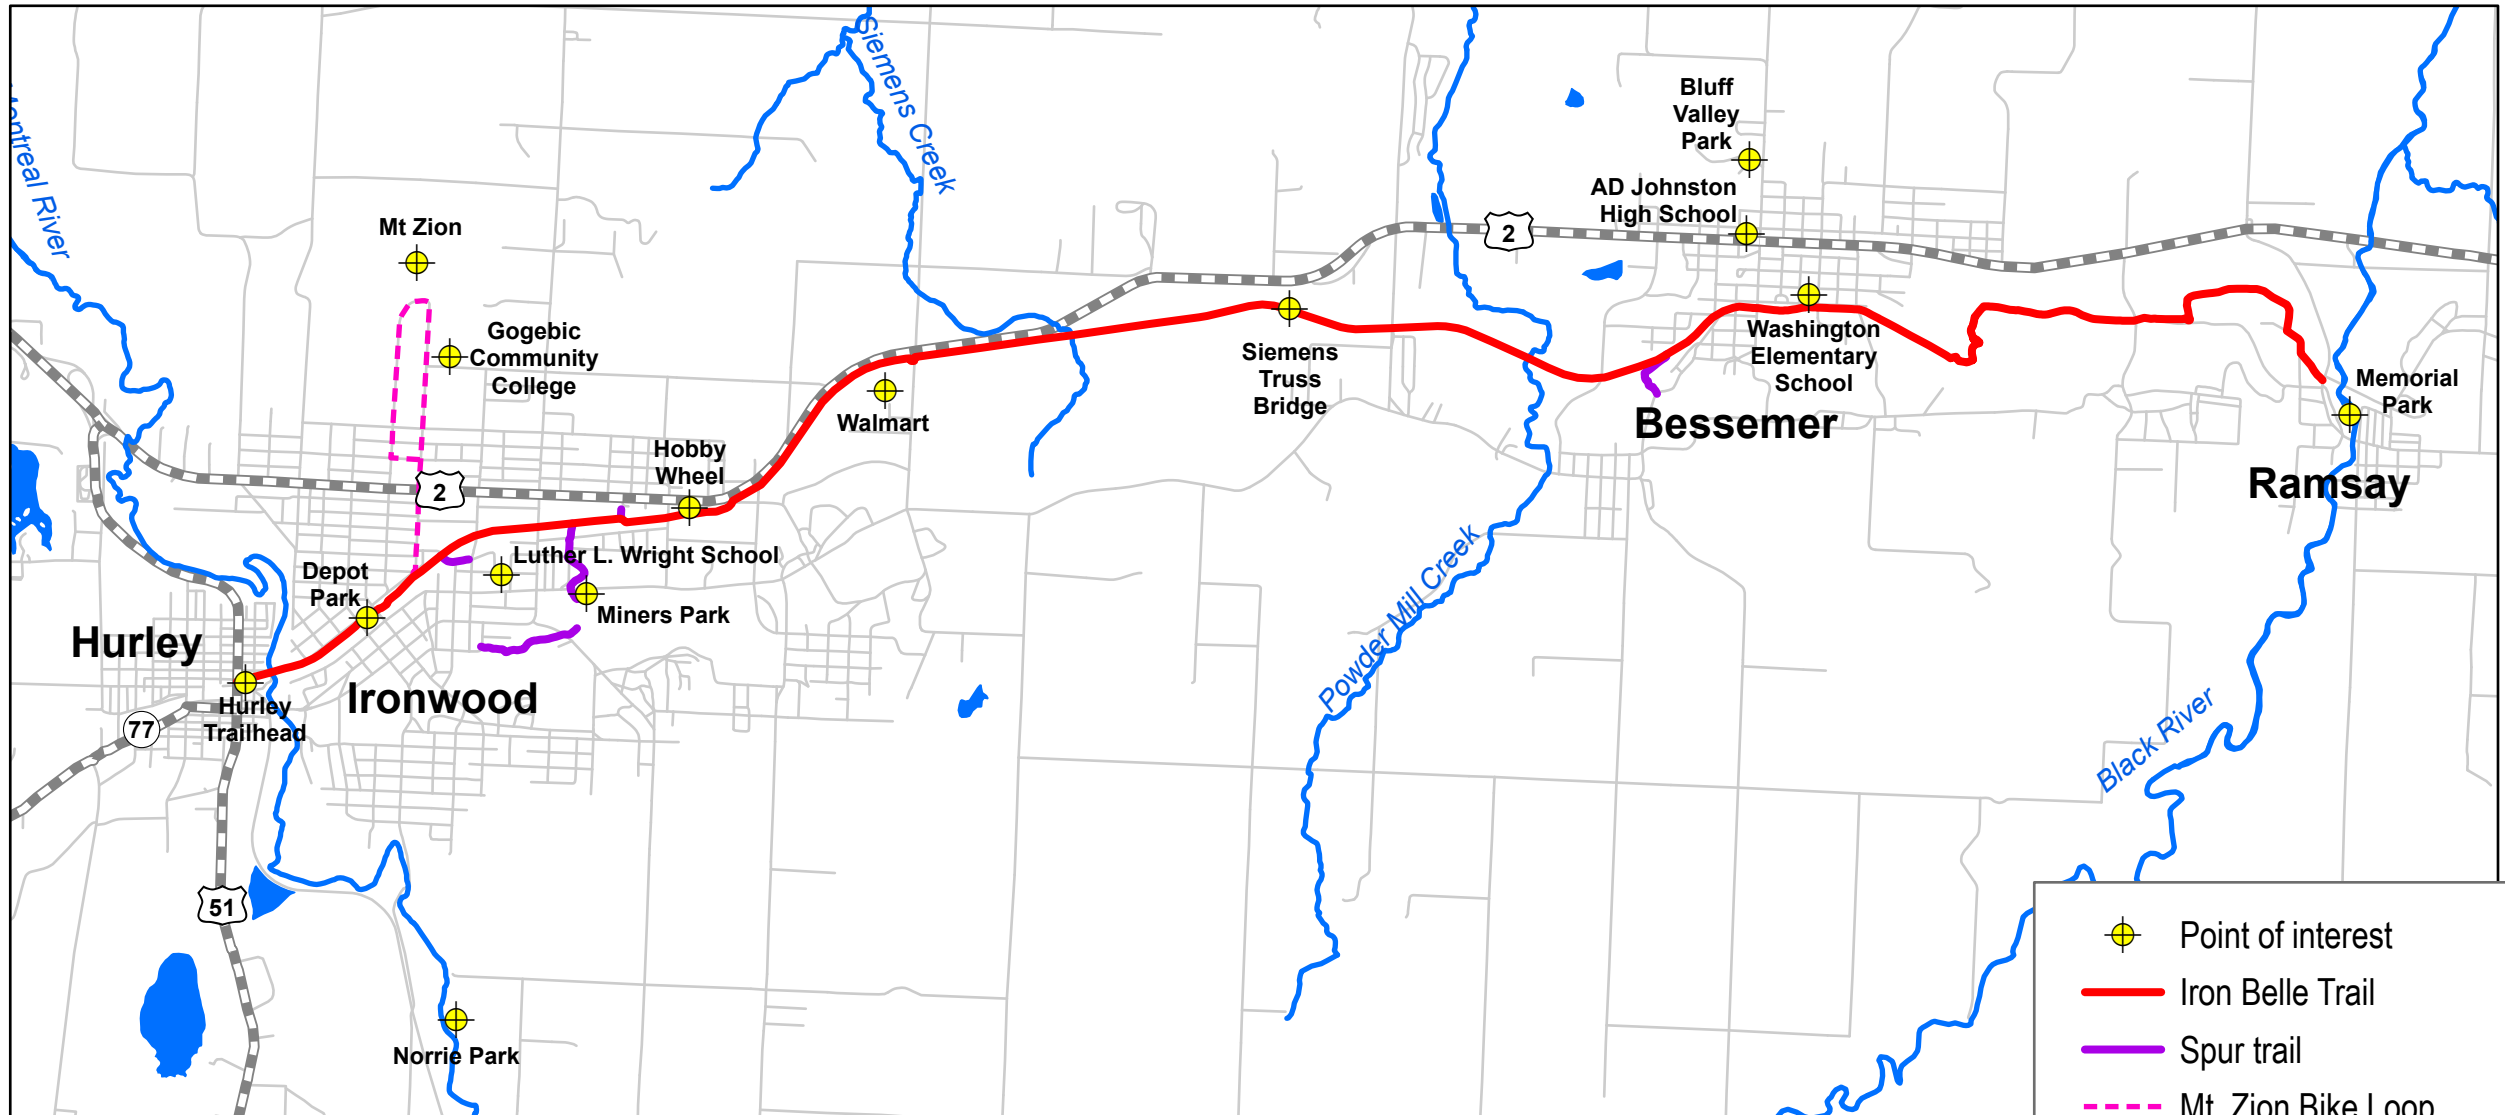 Siemens Creek
Montreal River
Bluff
Valley
Park
AD Johnston
High School
Mt Zion
2
Gogebic
Community
College
Siemens
Truss
Bridge
Washington
Elementary
School
Memorial
Park
Walmart
Bessemer
Hobby
Wheel
2
Ramsay
Luther L. Wright School
Depot
Park
Miners Park
Powder Mill Creek
Hurley
Ironwood
Hurley
Trailhead
77
Black River
51
Norrie Park
Point of interest
Iron Belle Trail
Spur trail
Mt. Zion Bike Loop